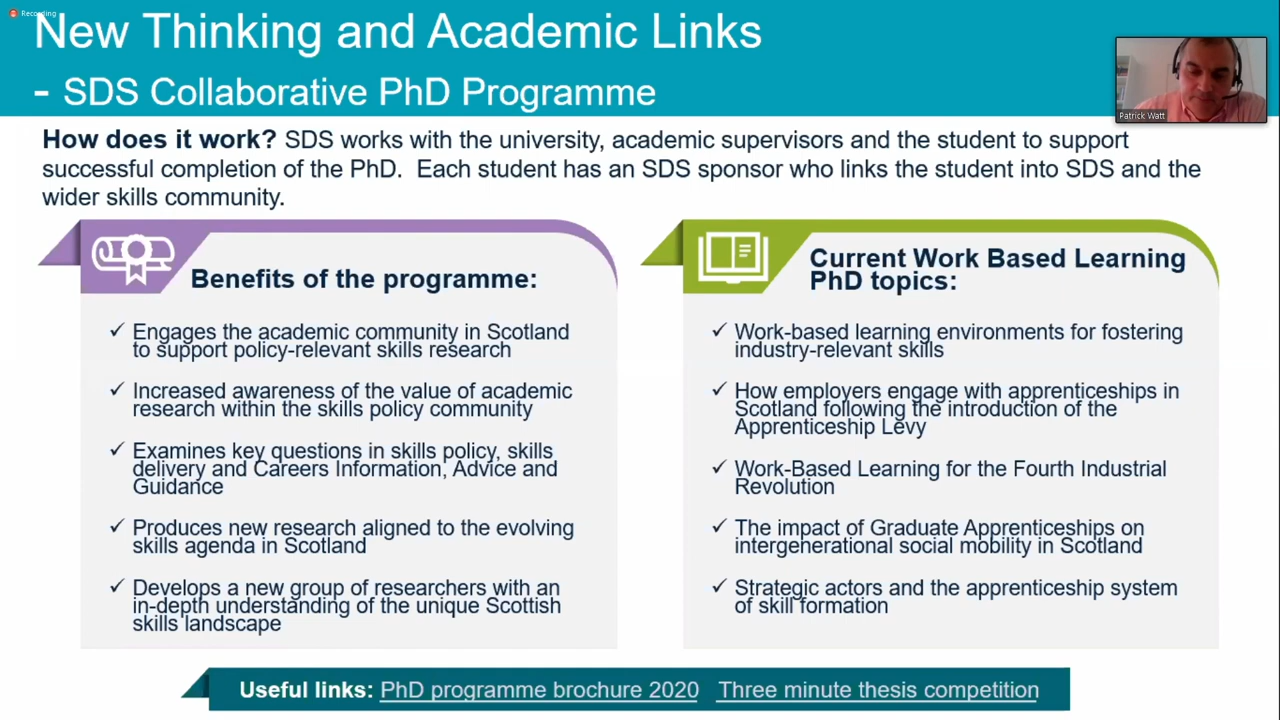 Recording
New Thinking and Academic Links
- SDS Collaborative PhD Programme
Patrick Watt
How does it work? SDS works with the university, academic supervisors and the student to support
successful completion of the PhD.  Each student has an SDS sponsor who links the student into SDS and the
wider skills community.
Benefits of the programme:
✓ Engages the academic community in Scotland
to support policy-relevant skills research
✓ Increased awareness of the value of academic
research within the skills policy community
✓ Examines key questions in skills policy, skills
delivery and Careers Information, Advice and
Guidance
✓ Produces new research aligned to the evolving
skills agenda in Scotland
✓ Develops a new group of researchers with an
in-depth understanding of the unique Scottish
skills landscape
Current Work Based Learning
PhD topics:
✓ Work-based learning environments for fostering
industry-relevant skills
✓ How employers engage with apprenticeships in
Scotland following the introduction of the
Apprenticeship Levy
✓ Work-Based Learning for the Fourth Industrial
Revolution
✓ The impact of Graduate Apprenticeships on
intergenerational social mobility in Scotland
✓ Strategic actors and the apprenticeship system
of skill formation
Useful links: PhD programme brochure 2020   Three minute thesis competition